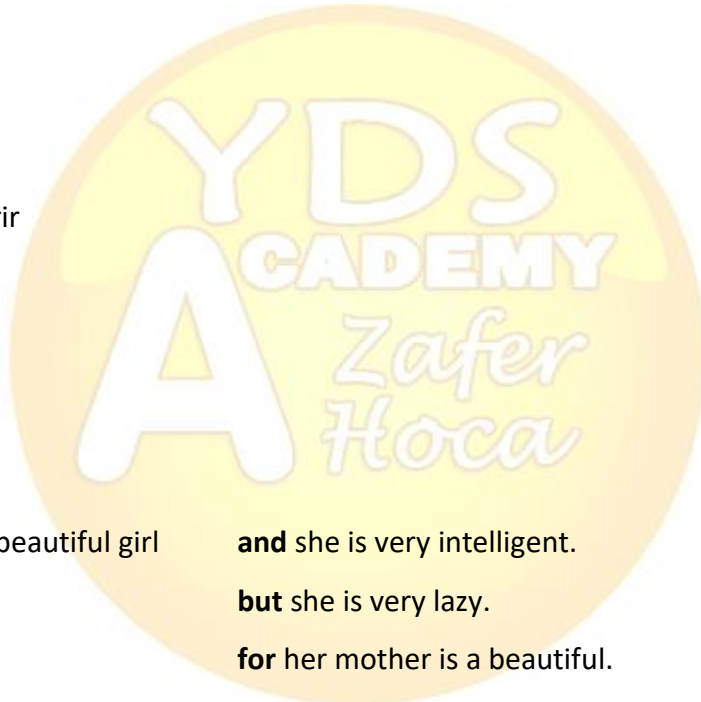 YDS
ACADEMY
Zafer
Hoca
beautiful girl and she is very intelligent.
but she is very lazy.
for her mother is a beautiful.